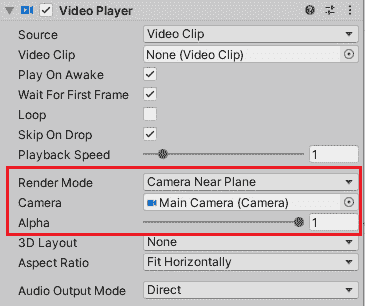 Video Player
Source Video Clip
Video Clip None (Video Clip)
Play On Awake
Wait For First Frame
Loop
Skip On Drop
Playback Speed 1
Render Mode Camera Near Plane
Camera Main Camera (Camera)
Alpha 1
3D Layout None
Aspect Ratio Fit Horizontally
Audio Output Mode Direct